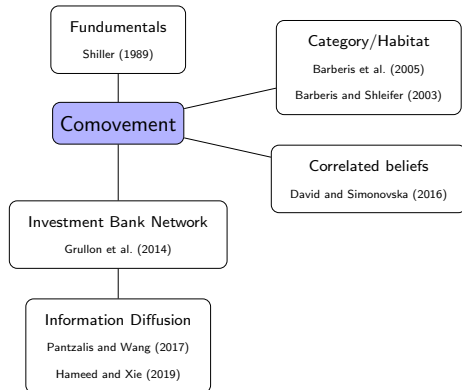 Fundumentals
Shiller (1989)
Category/Habitat
Barberis et al. (2005)
Barberis and Shleifer (2003)
Comovement
Correlated beliefs
David and Simonovska (2016)
Investment Bank Network
Grullon et al. (2014)
Information Diffusion
Pantzalis and Wang (2017)
Hameed and Xie (2019)